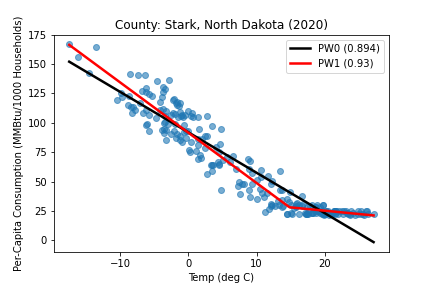 County: Stark, North Dakota (2020)
PW0 (0.894)
PW1 (0.93)
Per-Capita Consumption (MMBtu/1000 Households)
175
150
125
100
75
50
25
0
−10
0
10
20
Temp (deg C)